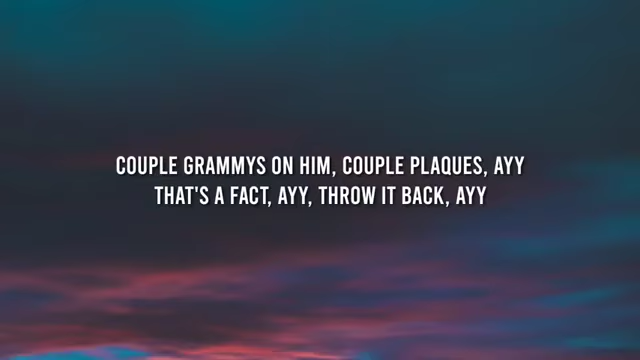 COUPLE GRAMMYS ON HIM, COUPLE PLAQUES, AYY
THAT'S A FACT, AYY, THROW IT BACK, AYY